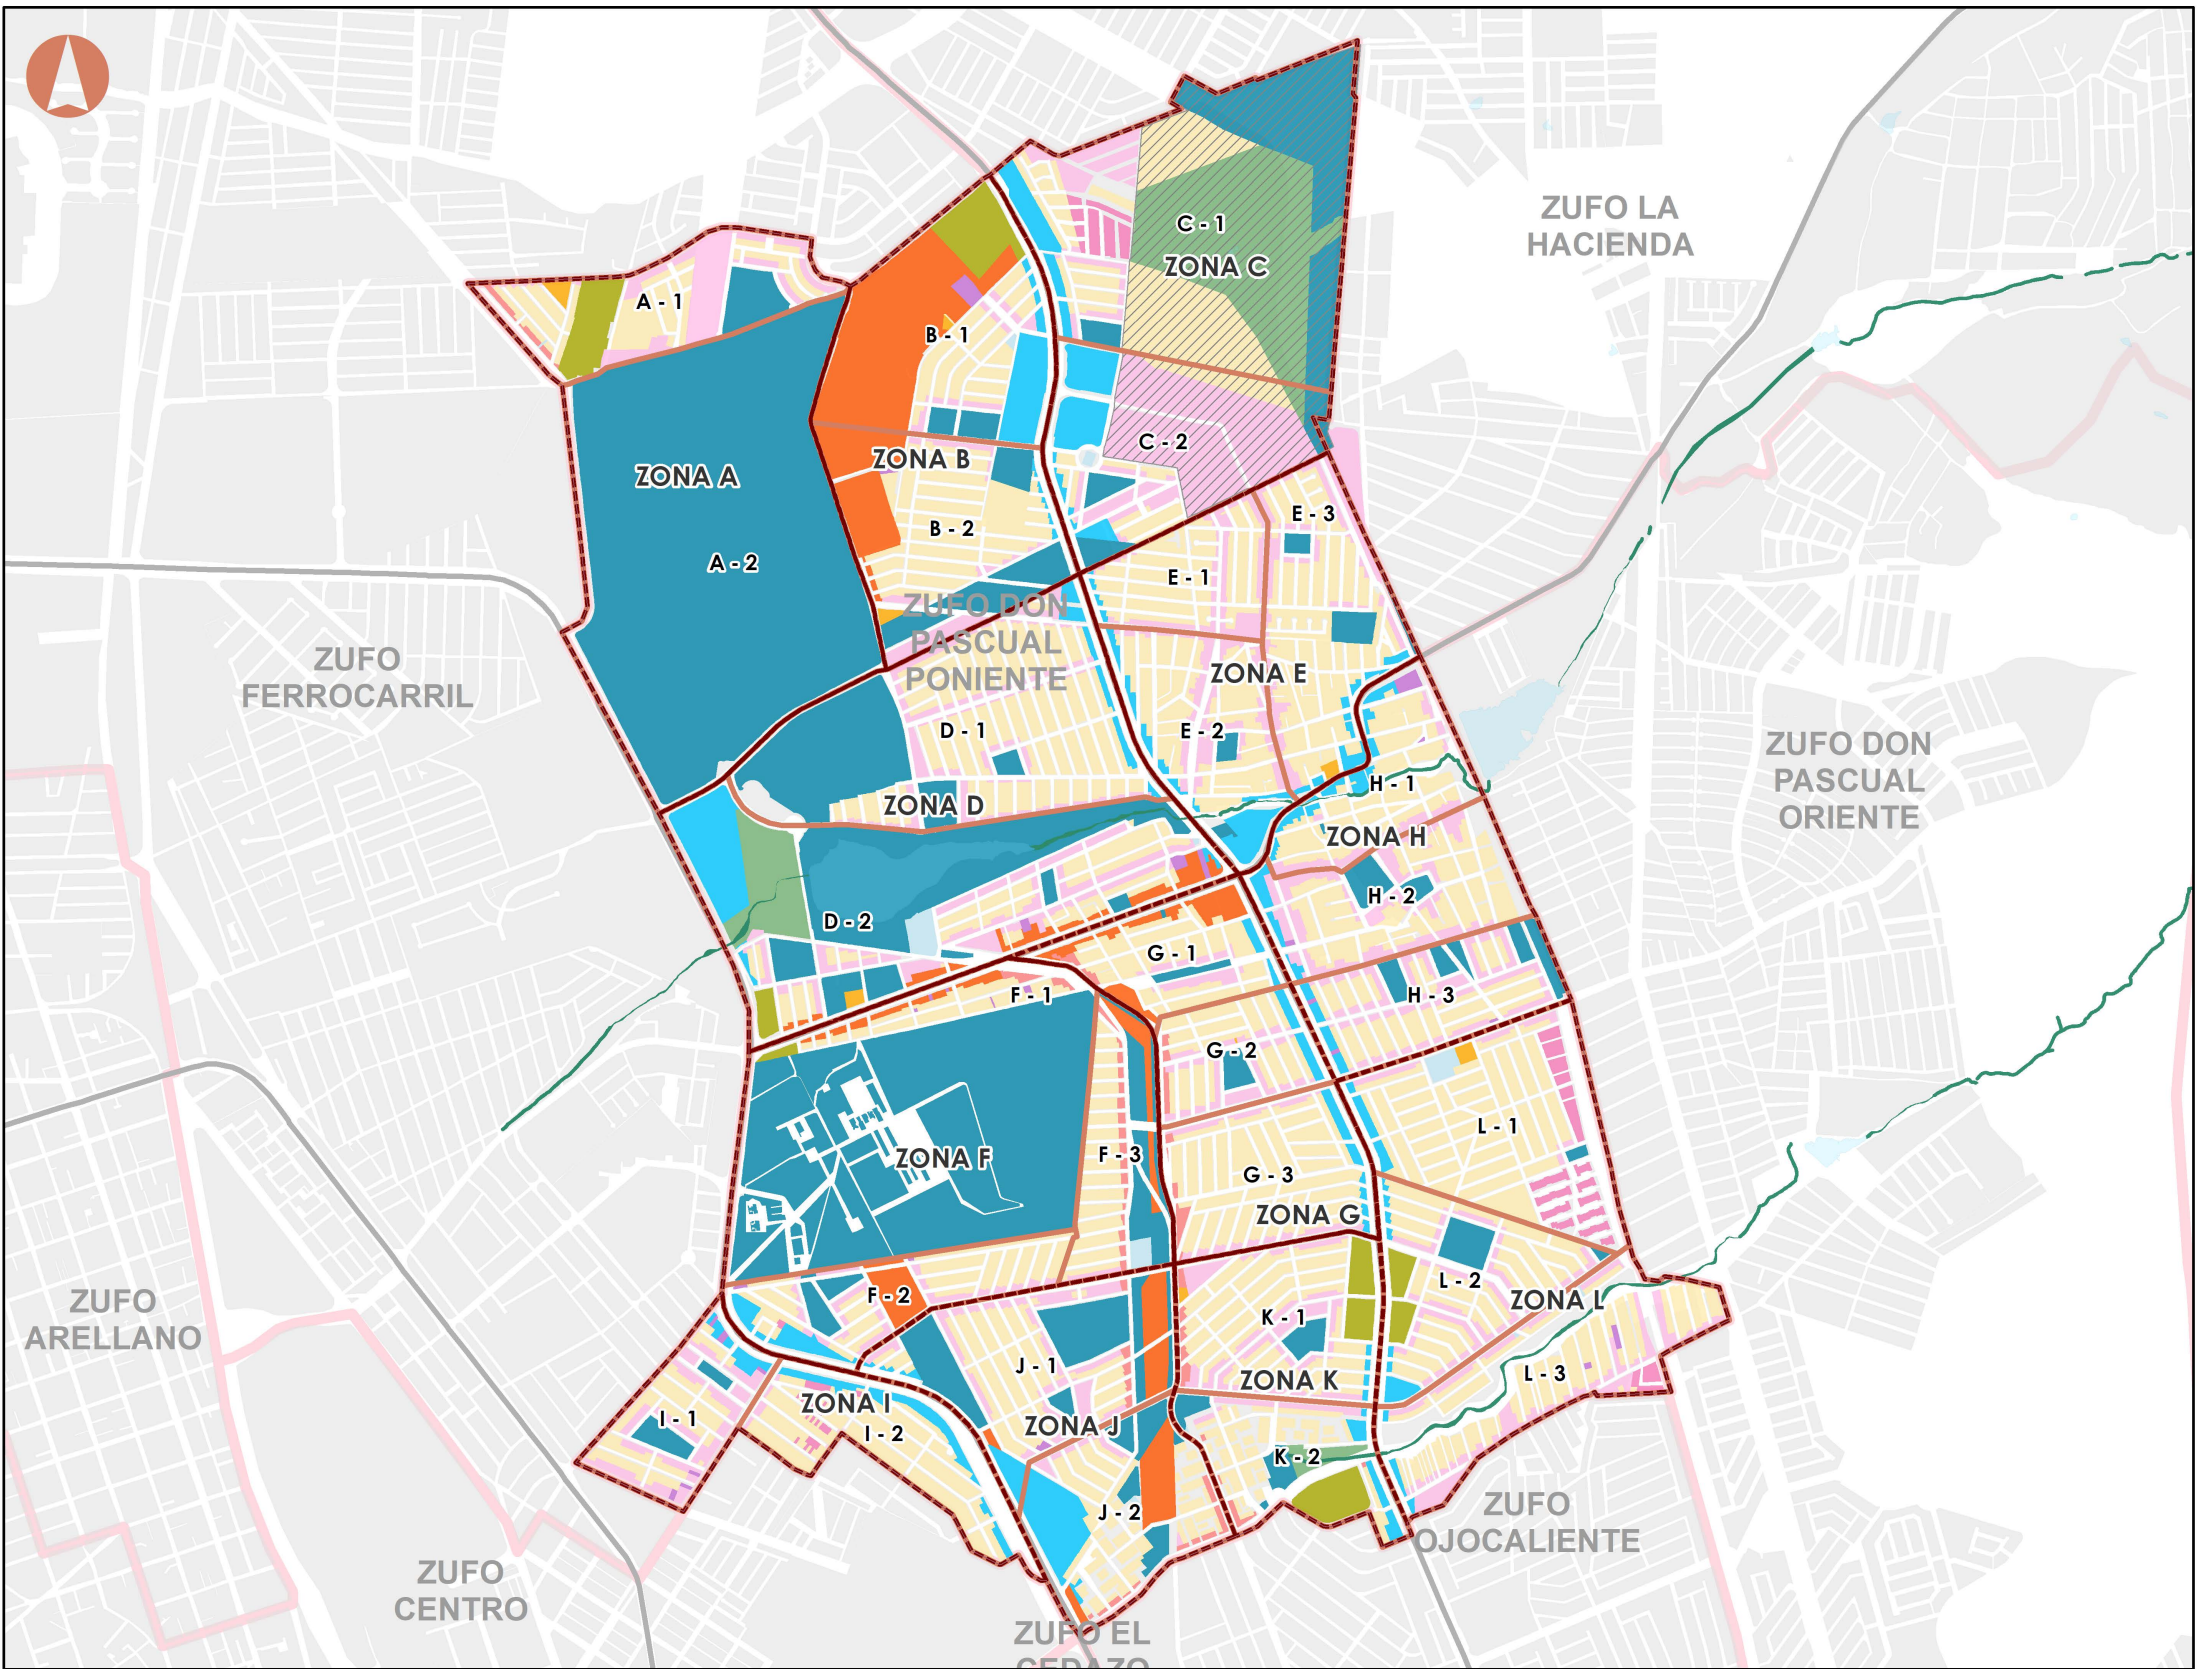 ZUFO LA
HACIENDA
C - 1
ZONA C
A - 1
B - 1
C - 2
ZONA B
ZONA A
E - 3
B - 2
A - 2
E - 1
ZUFO DON
PASCUAL
PONIENTE
ZUFO
FERROCARRIL
ZONA E
D - 1
E - 2
ZUFO DON
PASCUAL
ORIENTE
H - 1
ZONA D
ZONA H
H - 2
D - 2
G - 1
F - 1
H - 3
G - 2
L - 1
ZONA F
F - 3
G - 3
ZONA G
L - 2
F - 2
ZONA L
ZUFO
ARELLANO
K - 1
J - 1
L - 3
ZONA K
ZONA I
I - 1
ZONA J
I - 2
K - 2
J - 2
ZUFO
OJOCALIENTE
ZUFO
CENTRO
ZUFO EL
CEDAZO